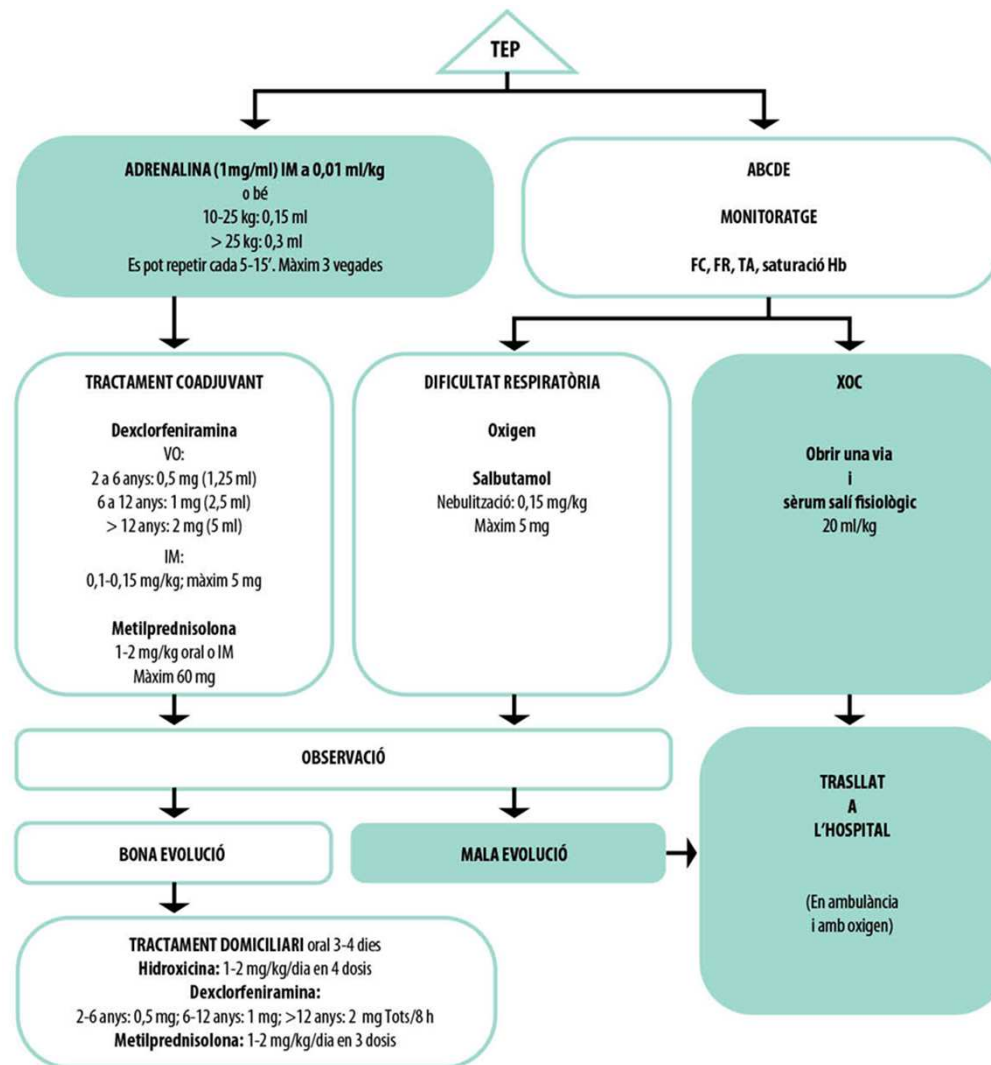 TEP
ADRENALINA (1mg/ml) IM a 0,01 ml/kg
o bé
10-25 kg: 0,15 ml
> 25 kg: 0,3 ml
Es pot repetir cada 5-15’. Màxim 3 vegades
ABCDE
MONITORATGE
FC, FR, TA, saturació Hb
TRACTAMENT COADJUVANT
Dexclorfeniramina
VO:
2 a 6 anys: 0,5 mg (1,25 ml)
6 a 12 anys: 1 mg (2,5 ml)
> 12 anys: 2 mg (5 ml)
IM:
0,1-0,15 mg/kg; màxim 5 mg
Metilprednisolona
1-2 mg/kg oral o IM
Màxim 60 mg
DIFICULTAT RESPIRATÒRIA
Oxigen
Salbutamol
Nebulització: 0,15 mg/kg
Màxim 5 mg
XOC
Obrir una via
i
sèrum salí fisiològic
20 ml/kg
OBSERVACIÓ
BONA EVOLUCIÓ
MALA EVOLUCIÓ
TRASLLAT
A
L’HOSPITAL
(En ambulància
i amb oxigen)
TRACTAMENT DOMICILIARI oral 3-4 dies
Hidroxicina: 1-2 mg/kg/dia en 4 dosis
Dexclorfeniramina:
2-6 anys: 0,5 mg; 6-12 anys: 1 mg; >12 anys: 2 mg Tots/8 h
Metilprednisolona: 1-2 mg/kg/dia en 3 dosis